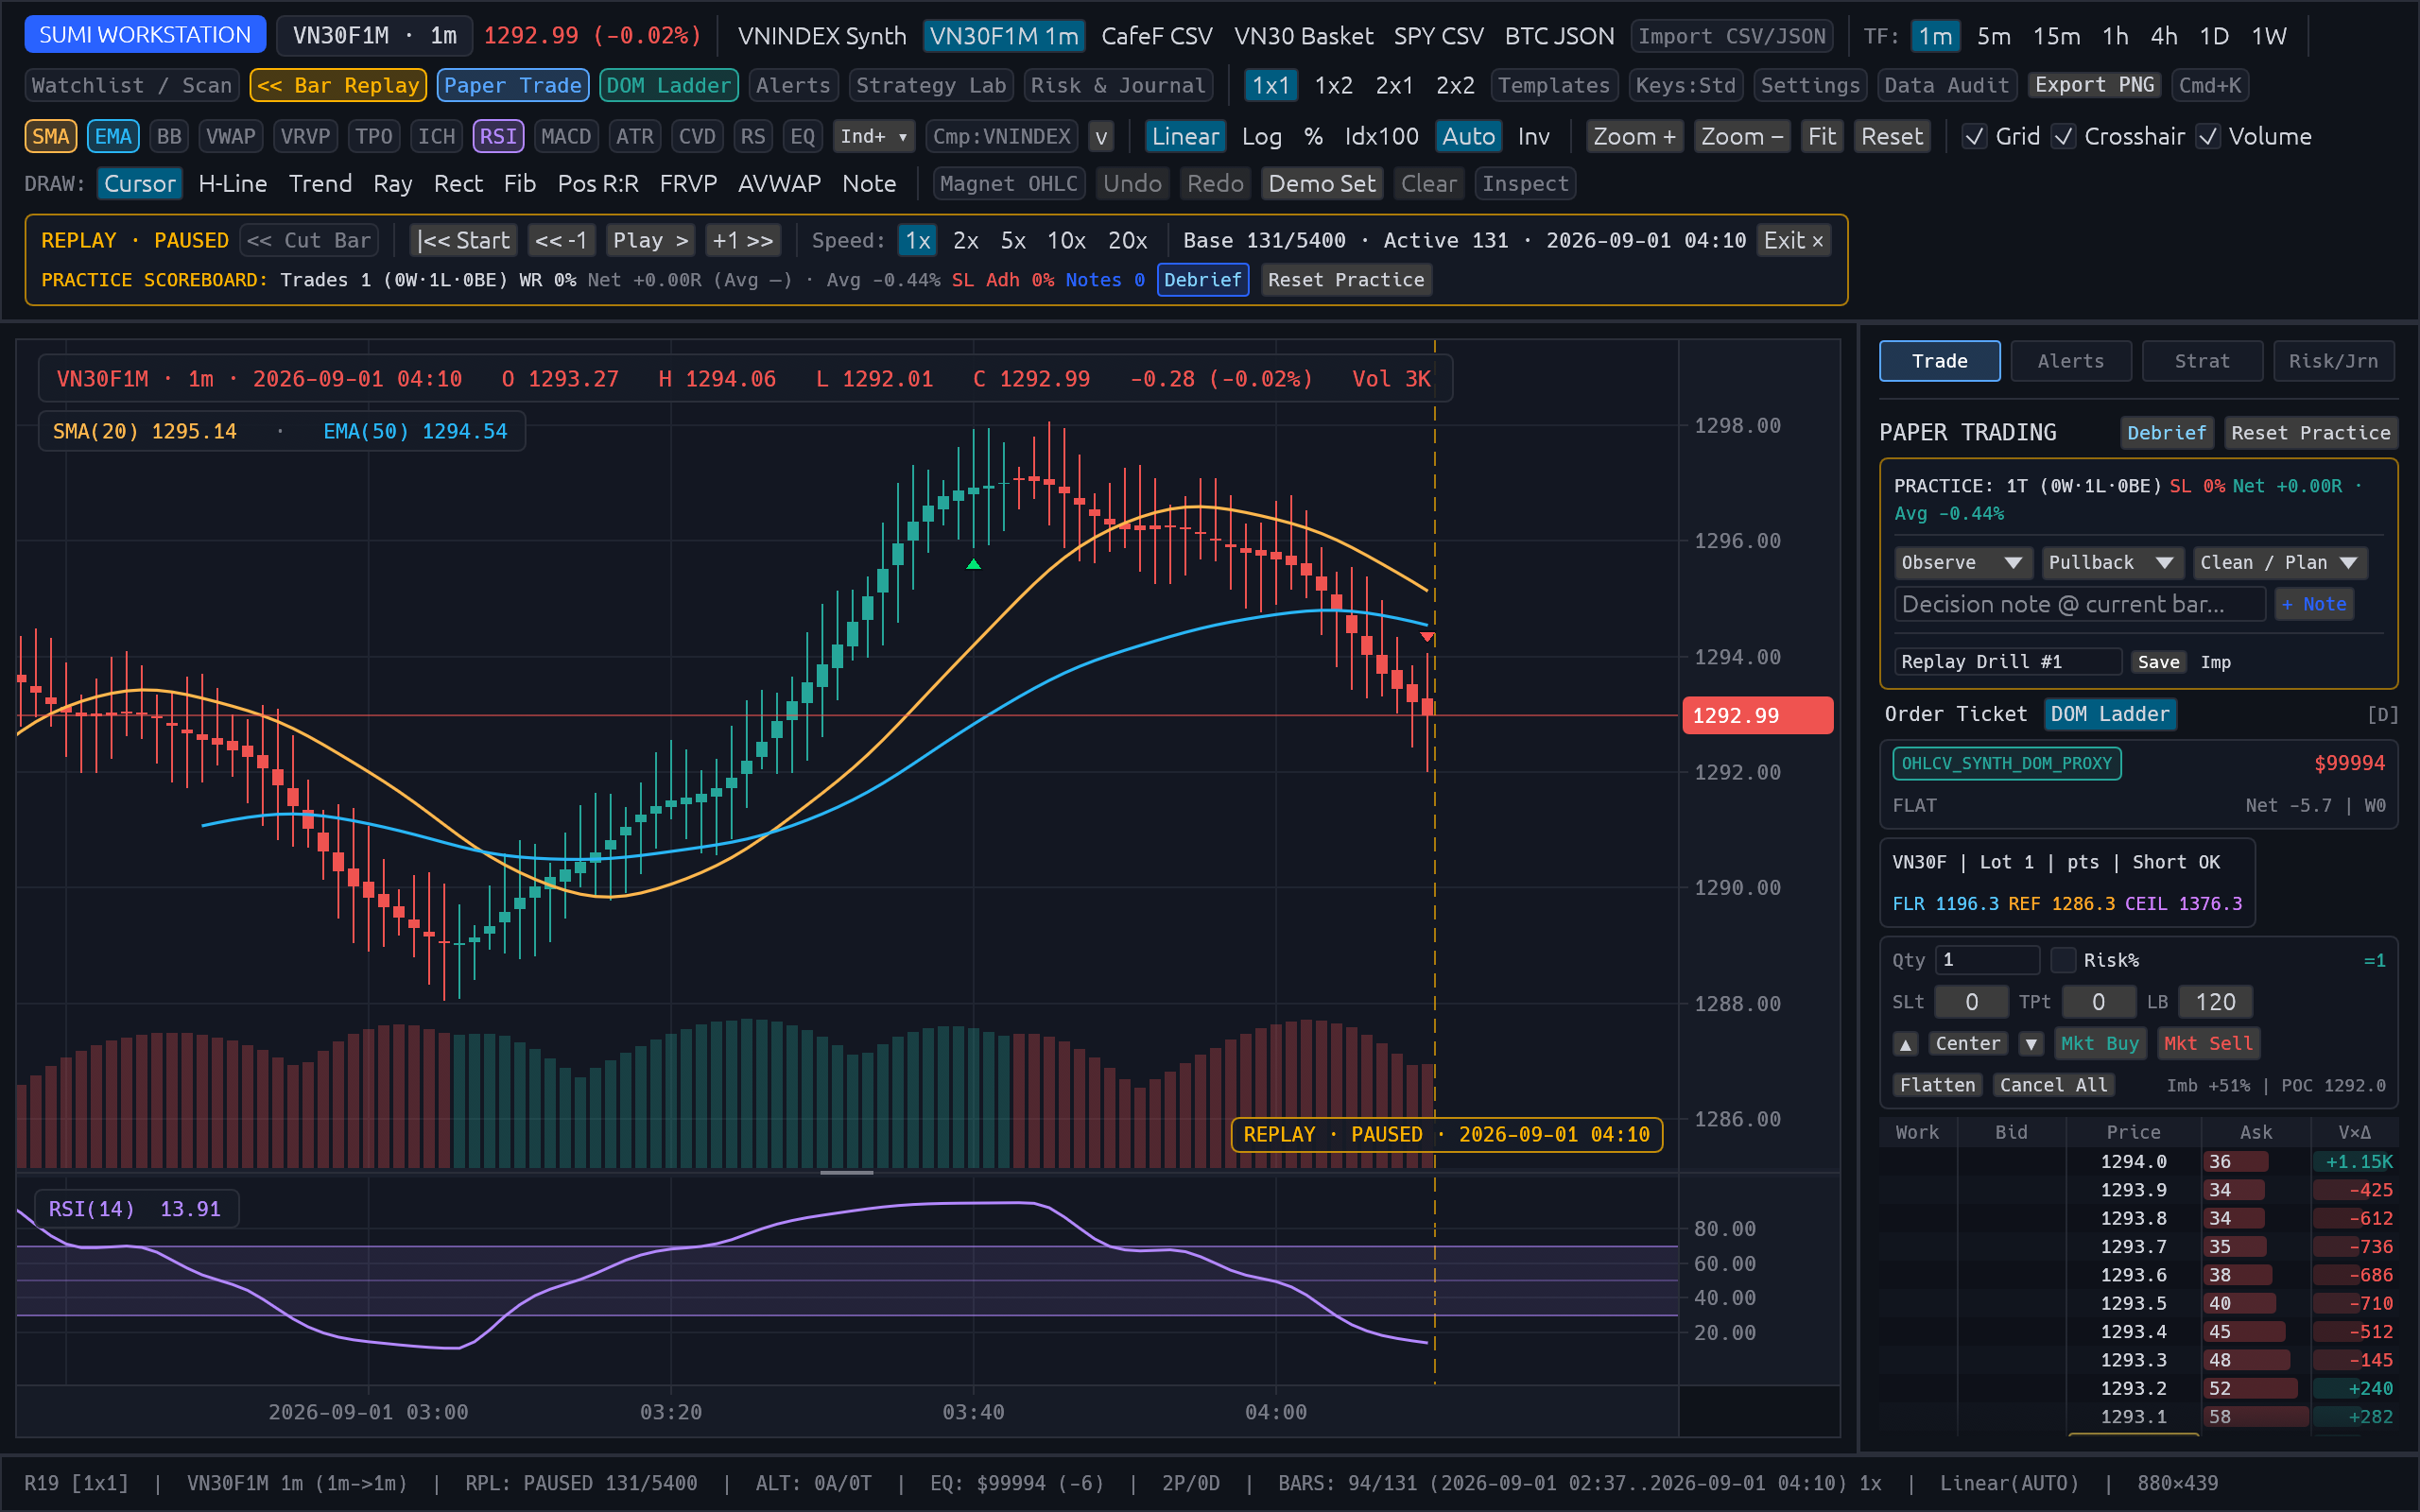 SUMI WORKSTATION VN30F1M · 1m 1292.99 (-0.02%) VNINDEX Synth VN30F1M 1m CafeF CSV VN30 Basket SPY CSV BTC JSON Import CSV/JSON TF: 1m 5m 15m 1h 4h 1D 1W
Watchlist / Scan << Bar Replay Paper Trade DOM Ladder Alerts Strategy Lab Risk & Journal 1x1 1x2 2x1 2x2 Templates Keys:Std Settings Data Audit Export PNG Cmd+K
SMA EMA BB VWAP VRVP TPO ICH RSI MACD ATR CVD RS EQ Ind+ ▾ Cmp:VNINDEX v Linear Log % Idx100 Auto Inv Zoom + Zoom − Fit Reset Grid Crosshair Volume
DRAW: Cursor H-Line Trend Ray Rect Fib Pos R:R FRVP AVWAP Note Magnet OHLC Undo Redo Demo Set Clear Inspect
REPLAY · PAUSED << Cut Bar |<< Start << -1 Play > +1 >> Speed: 1x 2x 5x 10x 20x Base 131/5400 · Active 131 · 2026-09-01 04:10 Exit ×
PRACTICE SCOREBOARD: Trades 1 (0W·1L·0BE) WR 0% Net +0.00R (Avg —) · Avg -0.44% SL Adh 0% Notes 0 Debrief Reset Practice
VN30F1M · 1m · 2026-09-01 04:10 O 1293.27 H 1294.06 L 1292.01 C 1292.99 -0.28 (-0.02%) Vol 3K
SMA(20) 1295.14 · EMA(50) 1294.54
1298.00
1296.00
1294.00
1292.99
1292.00
1290.00
1288.00
1286.00
REPLAY · PAUSED · 2026-09-01 04:10
RSI(14) 13.91
80.00
60.00
40.00
20.00
2026-09-01 03:00 03:20 03:40 04:00
Trade Alerts Strat Risk/Jrn
PAPER TRADING Debrief Reset Practice
PRACTICE: 1T (0W·1L·0BE) SL 0% Net +0.00R ·
Avg -0.44%
Observe Pullback Clean / Plan
Decision note @ current bar... + Note
Replay Drill #1 Save Imp
Order Ticket DOM Ladder [D]
OHLCV_SYNTH_DOM_PROXY $99994
FLAT Net -5.7 | W0
VN30F | Lot 1 | pts | Short OK
FLR 1196.3 REF 1286.3 CEIL 1376.3
Qty 1 Risk% =1
SLt 0 TPt 0 LB 120
▲ Center ▼ Mkt Buy Mkt Sell
Flatten Cancel All Imb +51% | POC 1292.0
Work Bid Price Ask V×Δ
1294.0 36 +1.15K
1293.9 34 -425
1293.8 34 -612
1293.7 35 -736
1293.6 38 -686
1293.5 40 -710
1293.4 45 -512
1293.3 48 -145
1293.2 52 +240
1293.1 58 +282
R19 [1x1] | VN30F1M 1m (1m->1m) | RPL: PAUSED 131/5400 | ALT: 0A/0T | EQ: $99994 (-6) | 2P/0D | BARS: 94/131 (2026-09-01 02:37..2026-09-01 04:10) 1x | Linear(AUTO) | 880×439